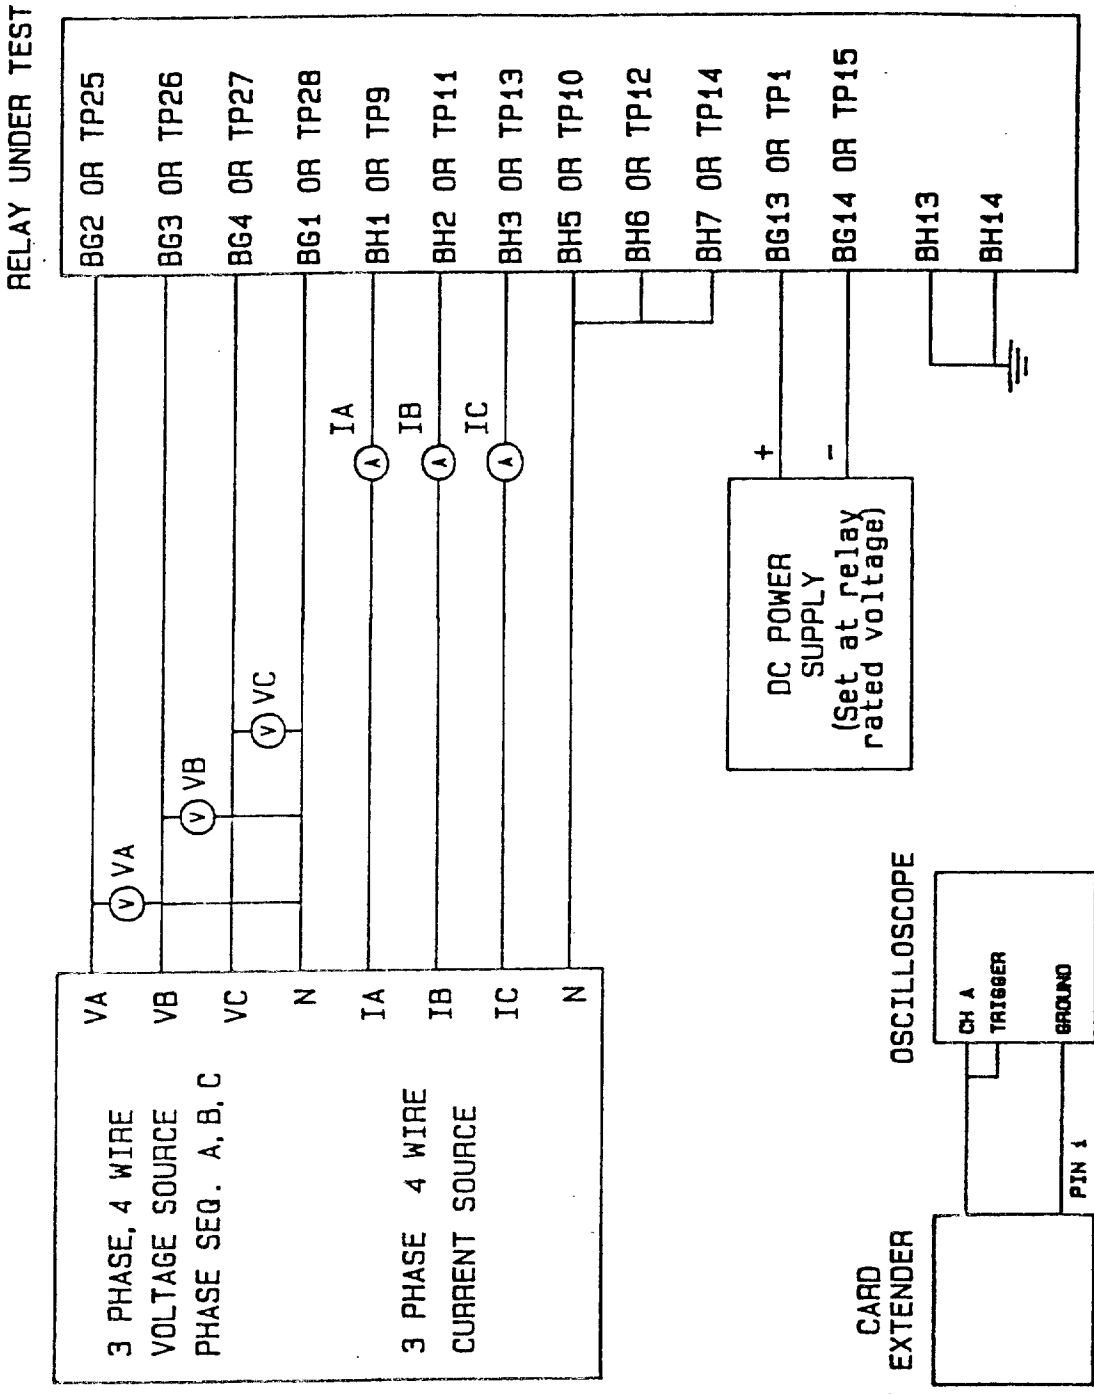 RELAY UNDER TEST
BG2 OR TP25
BG3 OR TP26
BG4 OR TP27
BG1 OR TP28
BH1 OR TP9
BH2 OR TP11
BH3 OR TP13
BH5 OR TP10
BH6 OR TP12
BH7 OR TP14
BG13 OR TP1
BG14 OR TP15
BH13
BH14
IA
A
IB
A
IC
A
V VA
V VB
V VC
+
-
DC POWER
SUPPLY
(Set at relay
rated voltage)
VA
VB
VC
N
IA
IB
IC
N
3 PHASE, 4 WIRE
VOLTAGE SOURCE
PHASE SEQ. A, B, C
3 PHASE 4 WIRE
CURRENT SOURCE
OSCILLOSCOPE
CH A
TRIGGER
GROUND
PIN 1
CARD
EXTENDER